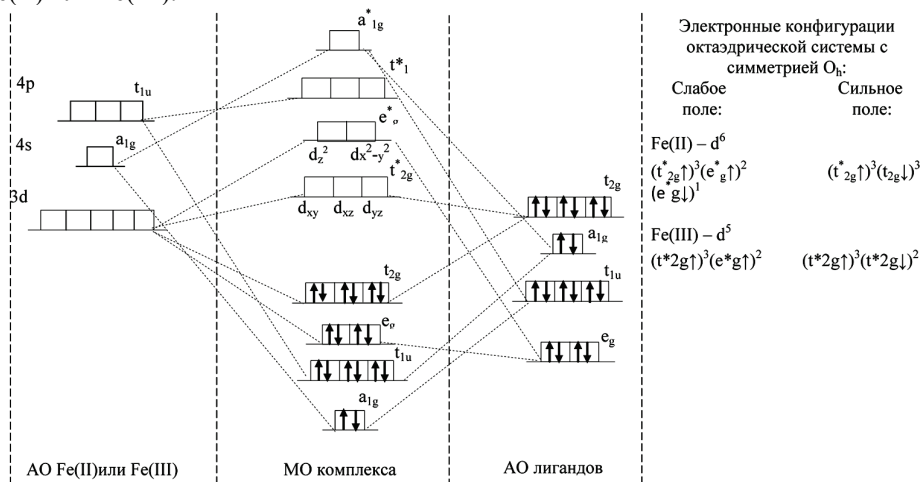 a*1g
4p
t1u
t*1
4s
a1g
e*g
dz2 dx2-y2
t*2g
3d
dxy dxz dyz
t2g
a1g
t2g
t1u
eg
t1u
eg
a1g
АО Fe(II)или Fe(III)
МО комплекса
АО лигандов
Электронные конфигурации
октаэдрической системы с
симметрией Oh:
Слабое Сильное
поле: поле:
Fe(II) – d6
(t*2g↑)3(e*g↑)2 (t*2g↑)3(t2g↓)3
(e*g↓)1
Fe(III) – d5
(t*2g↑)3(e*g↑)2 (t*2g↑)3(t*2g↓)2